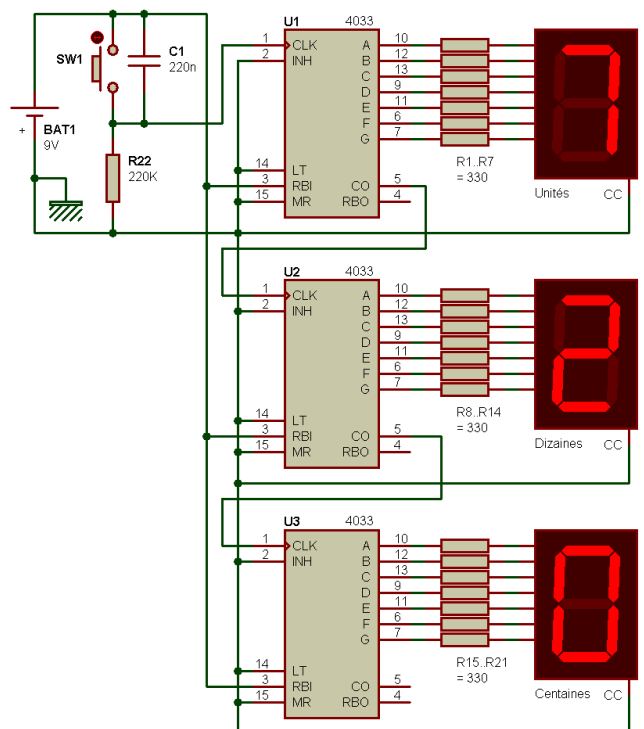 U1 4033
SW1
C1
220n
+ BAT1
9V
R22
220K
1 CLK A 10
2 INH B 12
C 13
D 9
E 11
F 6
G 7
14 LT
3 RBI CO 5
15 MR RBO 4
R1..R7
= 330
Unités CC
U2 4033
1 CLK A 10
2 INH B 12
C 13
D 9
E 11
F 6
G 7
14 LT
3 RBI CO 5
15 MR RBO 4
R8..R14
= 330
Dizaines CC
U3 4033
1 CLK A 10
2 INH B 12
C 13
D 9
E 11
F 6
G 7
14 LT
3 RBI CO 5
15 MR RBO 4
R15..R21
= 330
Centaines CC
7
2
0